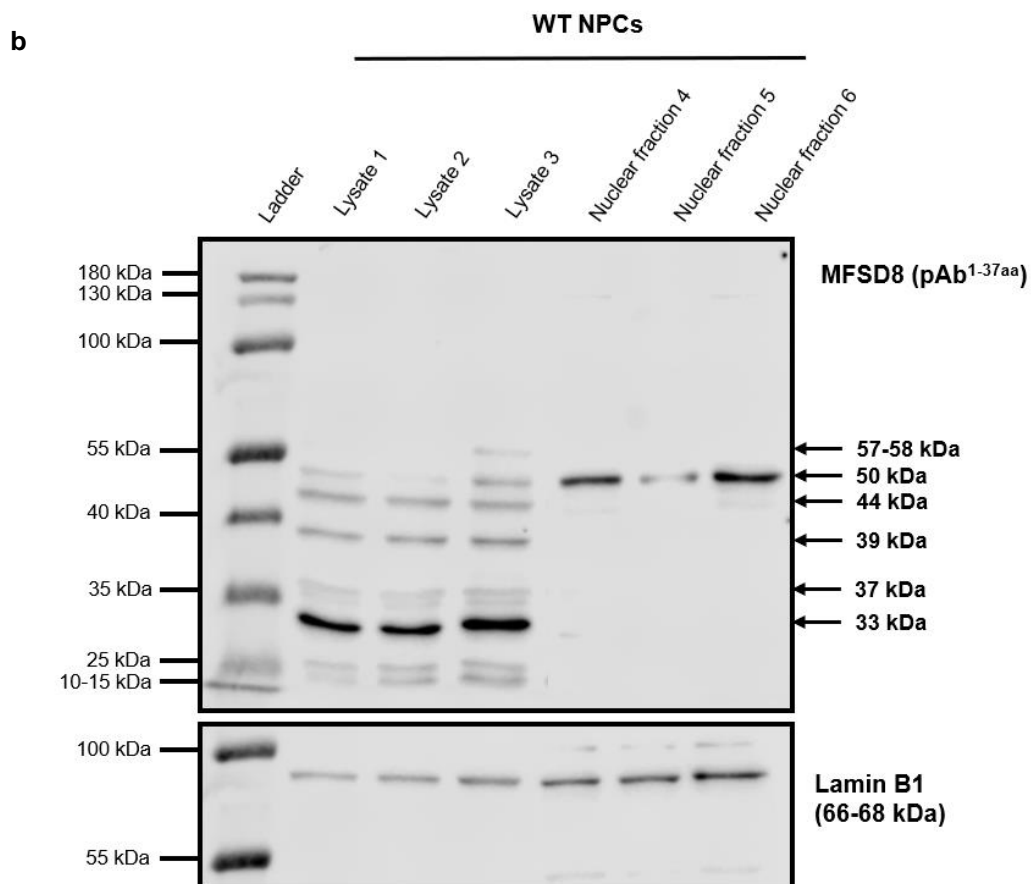 b
WT NPCs
Ladder
Lysate 1
Lysate 2
Lysate 3
Nuclear fraction 4
Nuclear fraction 5
Nuclear fraction 6
MFSD8 (pAb1-37aa)
180 kDa
130 kDa
100 kDa
55 kDa
40 kDa
35 kDa
25 kDa
10-15 kDa
57-58 kDa
50 kDa
44 kDa
39 kDa
37 kDa
33 kDa
100 kDa
55 kDa
Lamin B1
(66-68 kDa)